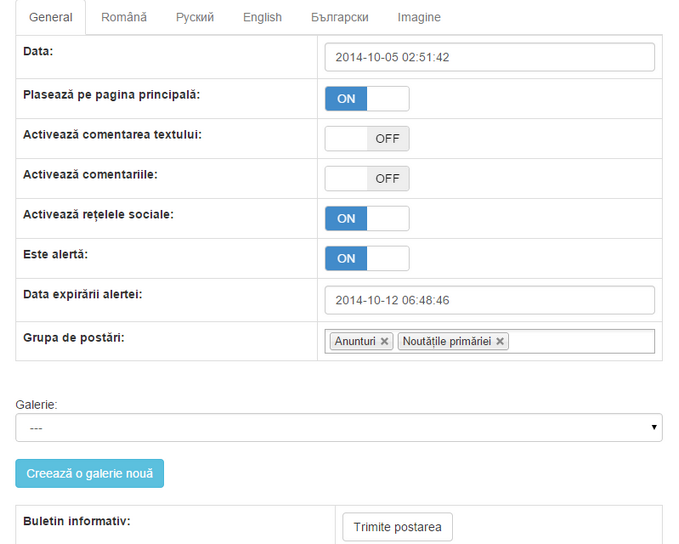 General Română Руский English Български Imagine
Data: 2014-10-05 02:51:42
Plasează pe pagina principală: ON
Activează comentarea textului: OFF
Activează comentariile: OFF
Activează rețelele sociale: ON
Este alertă: ON
Data expirării alertei: 2014-10-12 06:48:46
Grupa de postări: Anunturi Noutățile primăriei
Galerie:
---
Creează o galerie nouă
Buletin informativ: Trimite postarea